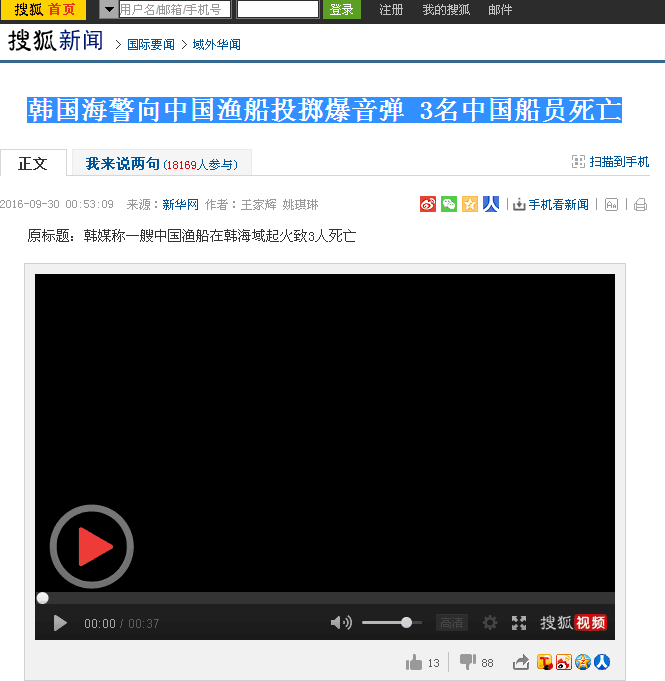 搜狐 首页 用户名/邮箱/手机号 登录 注册 我的搜狐 邮件
搜狐新闻 > 国际要闻 > 域外华闻
韩国海警向中国渔船投掷爆音弹 3名中国船员死亡
正文 我来说两句(18169人参与) 扫描到手机
2016-09-30 00:53:09 来源：新华网 作者：王家辉 姚琪琳 手机看新闻
原标题：韩媒称一艘中国渔船在韩海域起火致3人死亡
00:00 / 00:37 高清 搜狐视频
13 88